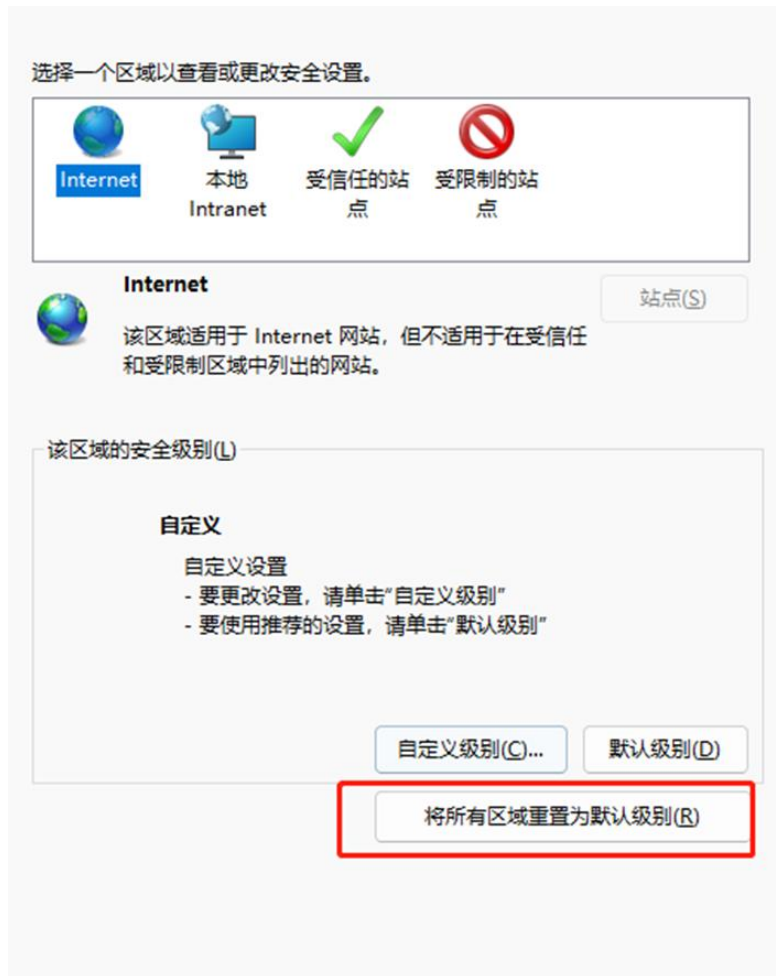 选择一个区域以查看或更改安全设置。
Internet
本地
Intranet
受信任的站
点
受限制的站
点
Internet
站点(S)
该区域适用于 Internet 网站，但不适用于在受信任
和受限制区域中列出的网站。
该区域的安全级别(L)
自定义
自定义设置
- 要更改设置，请单击“自定义级别”
- 要使用推荐的设置，请单击“默认级别”
自定义级别(C)...
默认级别(D)
将所有区域重置为默认级别(R)